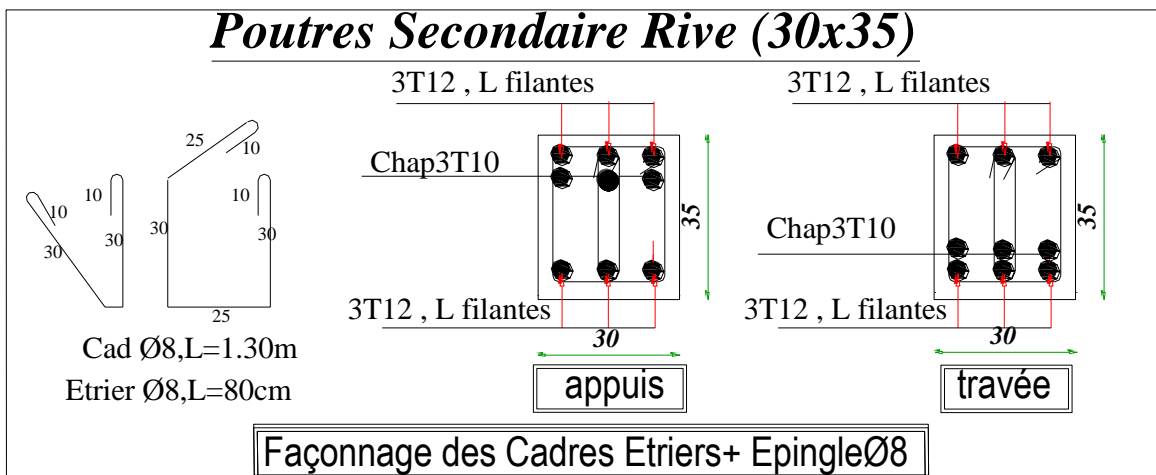 Poutres Secondaire Rive (30x35)
3T12 , L filantes
3T12 , L filantes
25
10
Chap3T10
10
10
10
30
30
30
30
35
35
Chap3T10
25
3T12 , L filantes
3T12 , L filantes
30
30
Cad Ø8,L=1.30m
Etrier Ø8,L=80cm
appuis
travée
Façonnage des Cadres Etriers+ EpingleØ8